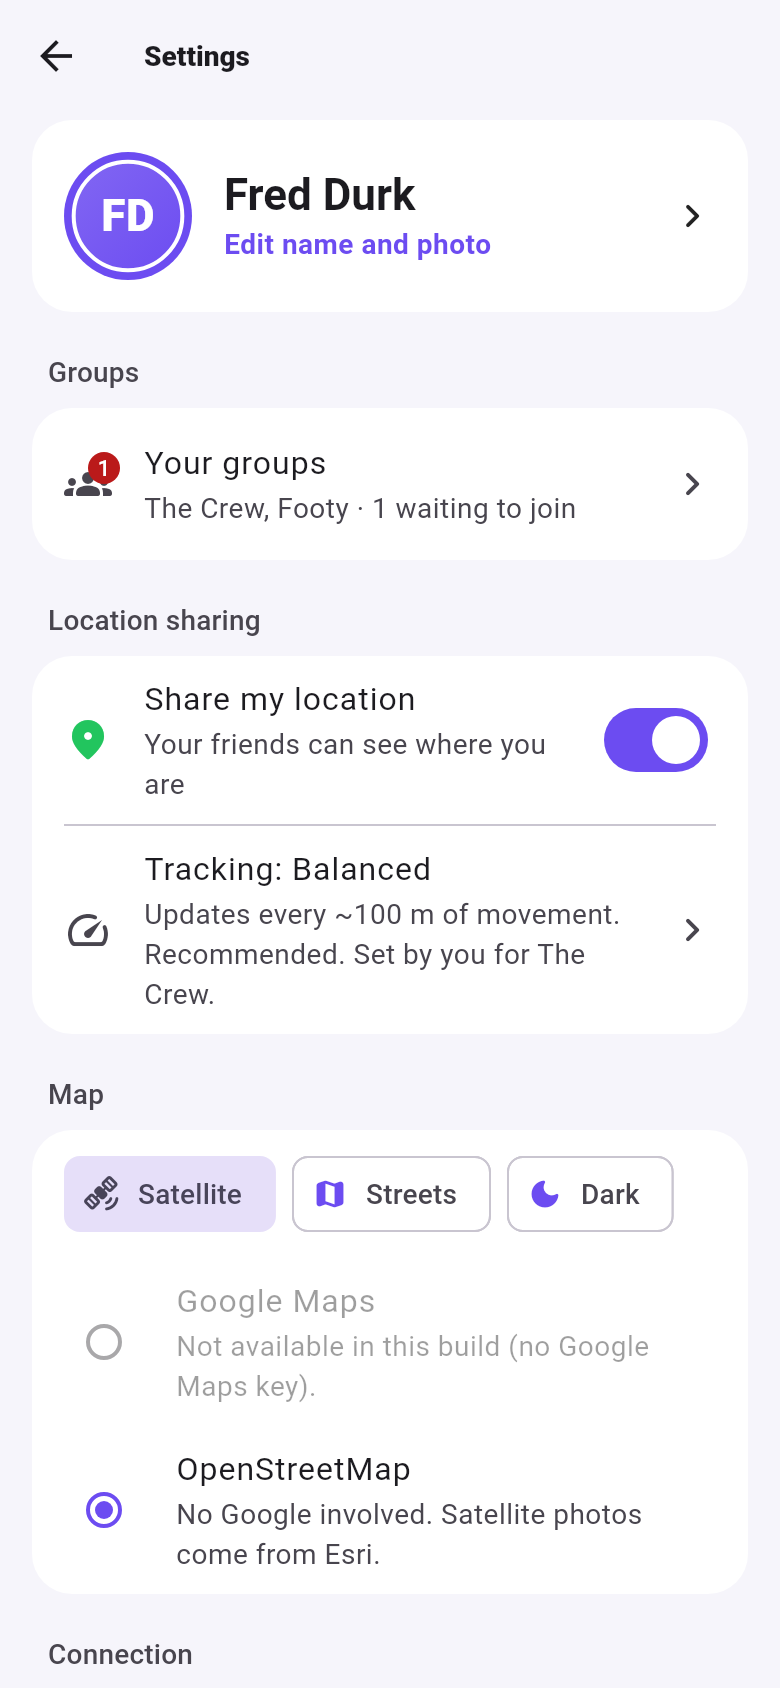 Settings
FD
Fred Durk
Edit name and photo
Groups
1
Your groups
The Crew, Footy · 1 waiting to join
Location sharing
Share my location
Your friends can see where you
are
Tracking: Balanced
Updates every ~100 m of movement.
Recommended. Set by you for The
Crew.
Map
Satellite
Streets
Dark
Google Maps
Not available in this build (no Google
Maps key).
OpenStreetMap
No Google involved. Satellite photos
come from Esri.
Connection